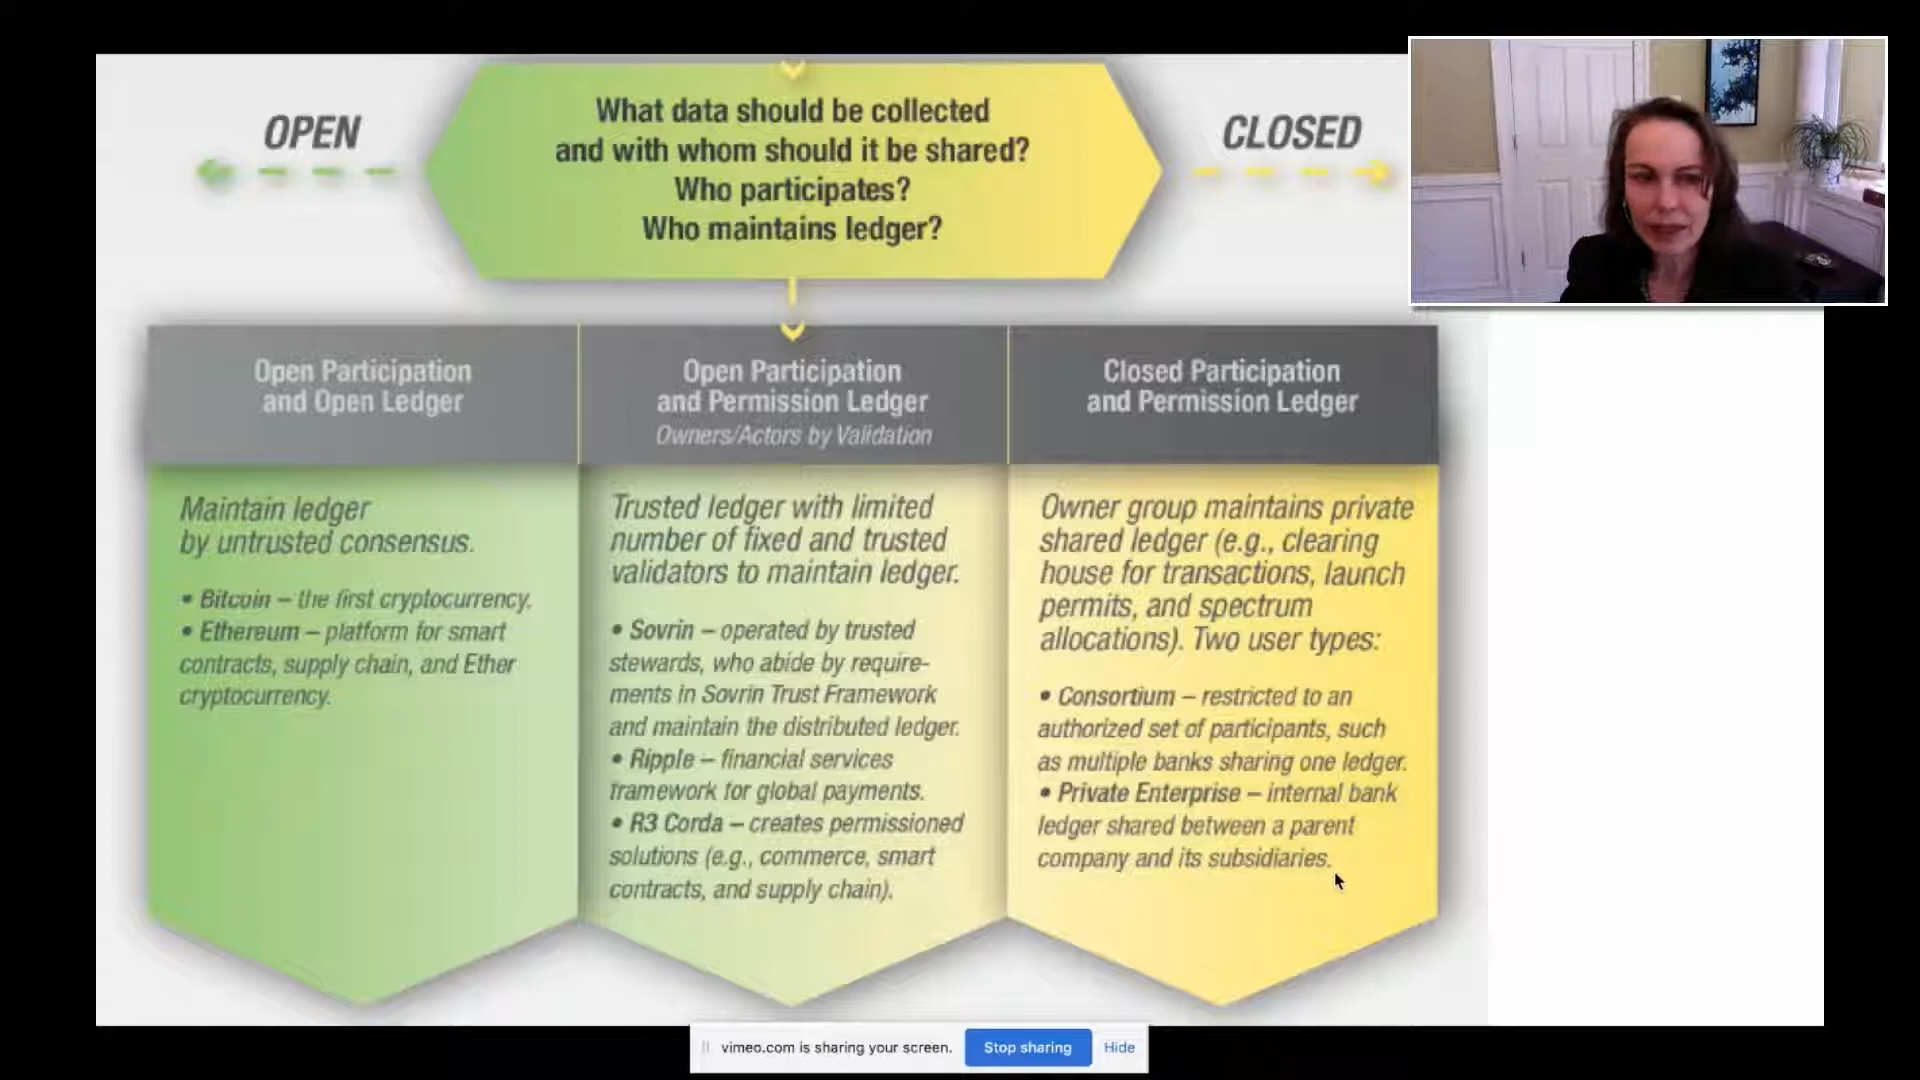 OPEN
What data should be collected
and with whom should it be shared?
Who participates?
Who maintains ledger?
CLOSED
Open Participation
and Open Ledger
Open Participation
and Permission Ledger
Owners/Actors by Validation
Closed Participation
and Permission Ledger
Maintain ledger
by untrusted consensus.
• Bitcoin – the first cryptocurrency.
• Ethereum – platform for smart
contracts, supply chain, and Ether
cryptocurrency.
Trusted ledger with limited
number of fixed and trusted
validators to maintain ledger.
• Sovrin – operated by trusted
stewards, who abide by require-
ments in Sovrin Trust Framework
and maintain the distributed ledger.
• Ripple – financial services
framework for global payments.
• R3 Corda – creates permissioned
solutions (e.g., commerce, smart
contracts, and supply chain).
Owner group maintains private
shared ledger (e.g., clearing
house for transactions, launch
permits, and spectrum
allocations). Two user types:
• Consortium – restricted to an
authorized set of participants, such
as multiple banks sharing one ledger.
• Private Enterprise – internal bank
ledger shared between a parent
company and its subsidiaries.
vimeo.com is sharing your screen.
Stop sharing
Hide